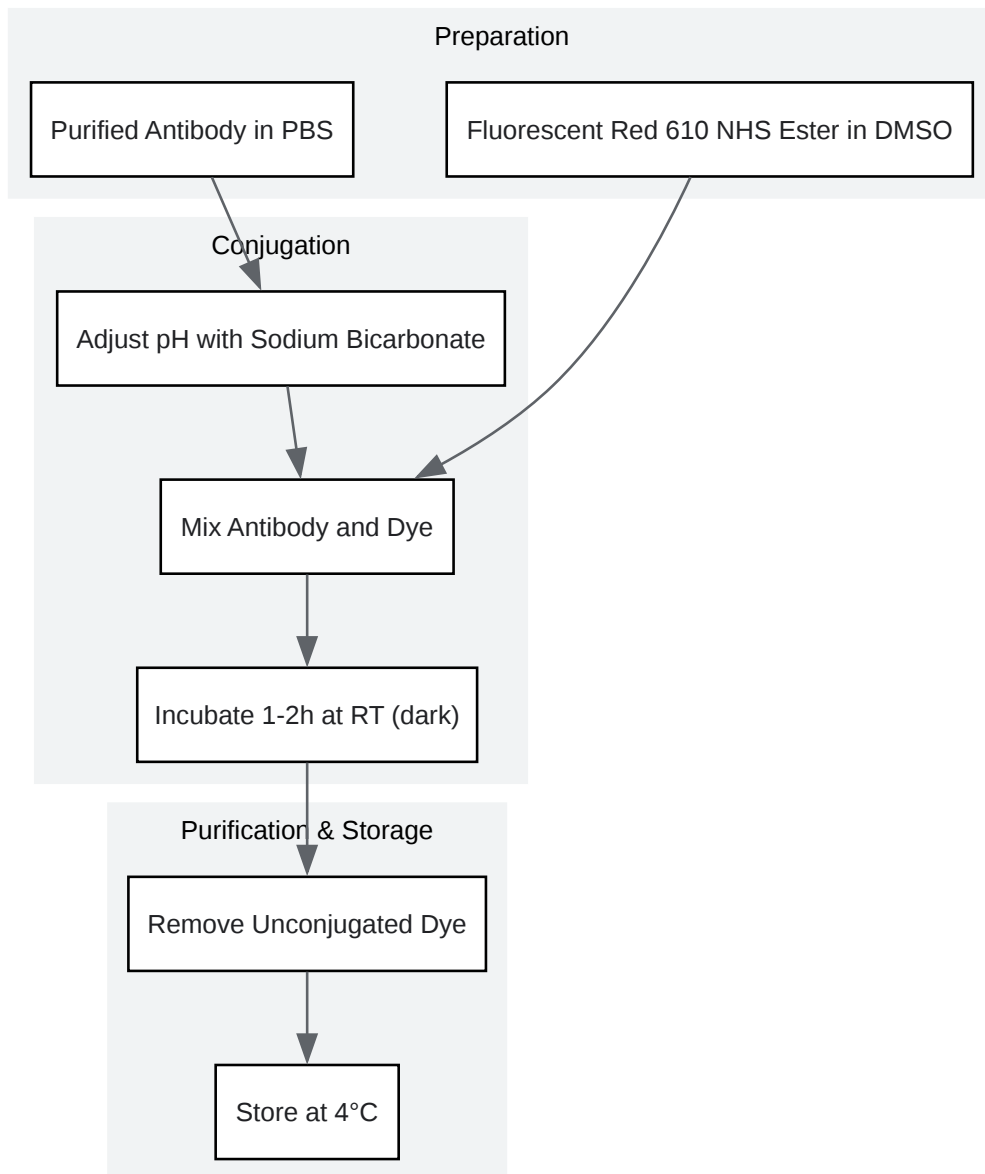 Preparation
Purified Antibody in PBS
Fluorescent Red 610 NHS Ester in DMSO
Conjugation
Adjust pH with Sodium Bicarbonate
Mix Antibody and Dye
Incubate 1-2h at RT (dark)
Purification & Storage
Remove Unconjugated Dye
Store at 4°C